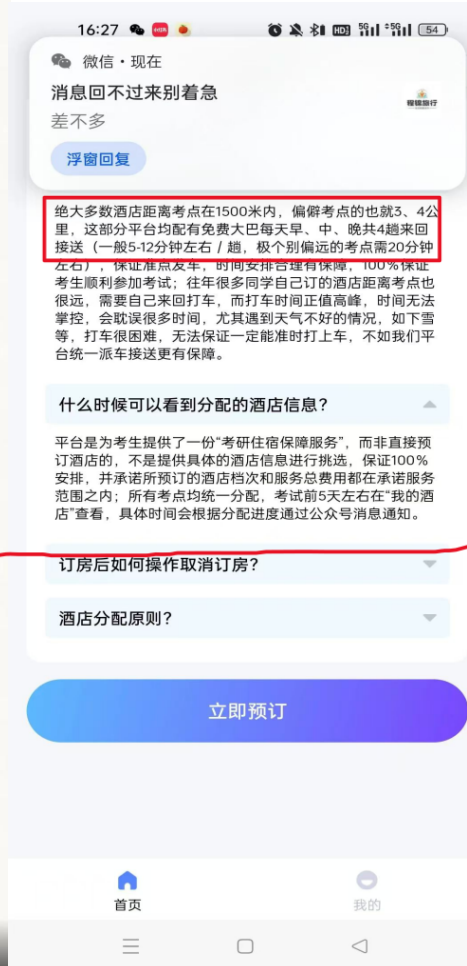 16:27
HD 5G 5G 54
微信・现在
消息回不过来别着急
差不多
程锦旅行
浮窗回复
绝大多数酒店距离考点在1500米内，偏僻考点的也就3、4公
里，这部分平台均配有免费大巴每天早、中、晚共4趟来回
接送（一般5-12分钟左右 / 趟，极个别偏远的考点需20分钟
左右），保证准点发车，时间安排合理有保障，100%保证
考生顺利参加考试；往年很多同学自己订的酒店距离考点也
很远，需要自己来回打车，而打车时间正值高峰，时间无法
掌控，会耽误很多时间，尤其遇到天气不好的情况，如下雪
等，打车很困难，无法保证一定能准时打上车，不如我们平
台统一派车接送更有保障。
什么时候可以看到分配的酒店信息？
平台是为考生提供了一份“考研住宿保障服务”，而非直接预
订酒店的，不是提供具体的酒店信息进行挑选，保证100%
安排，并承诺所预订的酒店档次和服务总费用都在承诺服务
范围之内；所有考点均统一分配，考试前5天左右在“我的酒
店”查看，具体时间会根据分配进度通过公众号消息通知。
订房后如何操作取消订房？
酒店分配原则？
立即预订
首页
我的